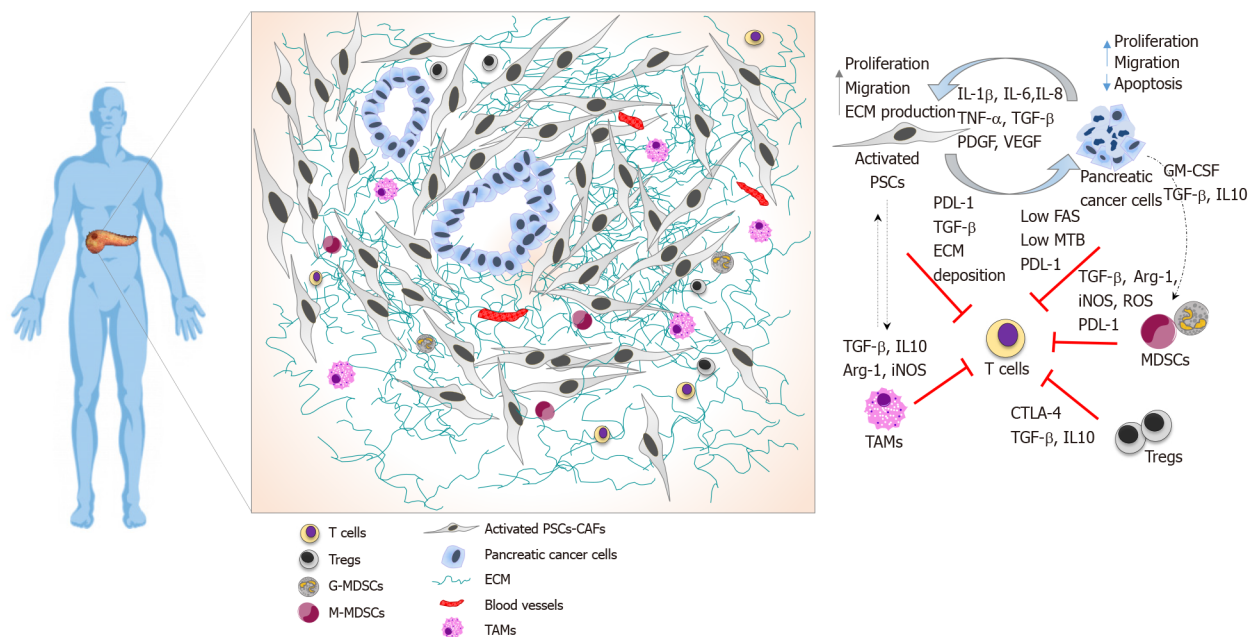 Proliferation
Migration
ECM production
Activated
PSCs
IL-1β, IL-6,IL-8
TNF-α, TGF-β
PDGF, VEGF
Proliferation
Migration
Apoptosis
Pancreatic
cancer cells
GM-CSF
TGF-β, IL10
PDL-1
TGF-β
ECM
deposition
Low FAS
Low MTB
PDL-1
TGF-β, Arg-1,
iNOS, ROS
PDL-1
MDSCs
T cells
TGF-β, IL10
Arg-1, iNOS
TAMs
CTLA-4
TGF-β, IL10
Tregs
T cells
Tregs
G-MDSCs
M-MDSCs
Activated PSCs-CAFs
Pancreatic cancer cells
ECM
Blood vessels
TAMs